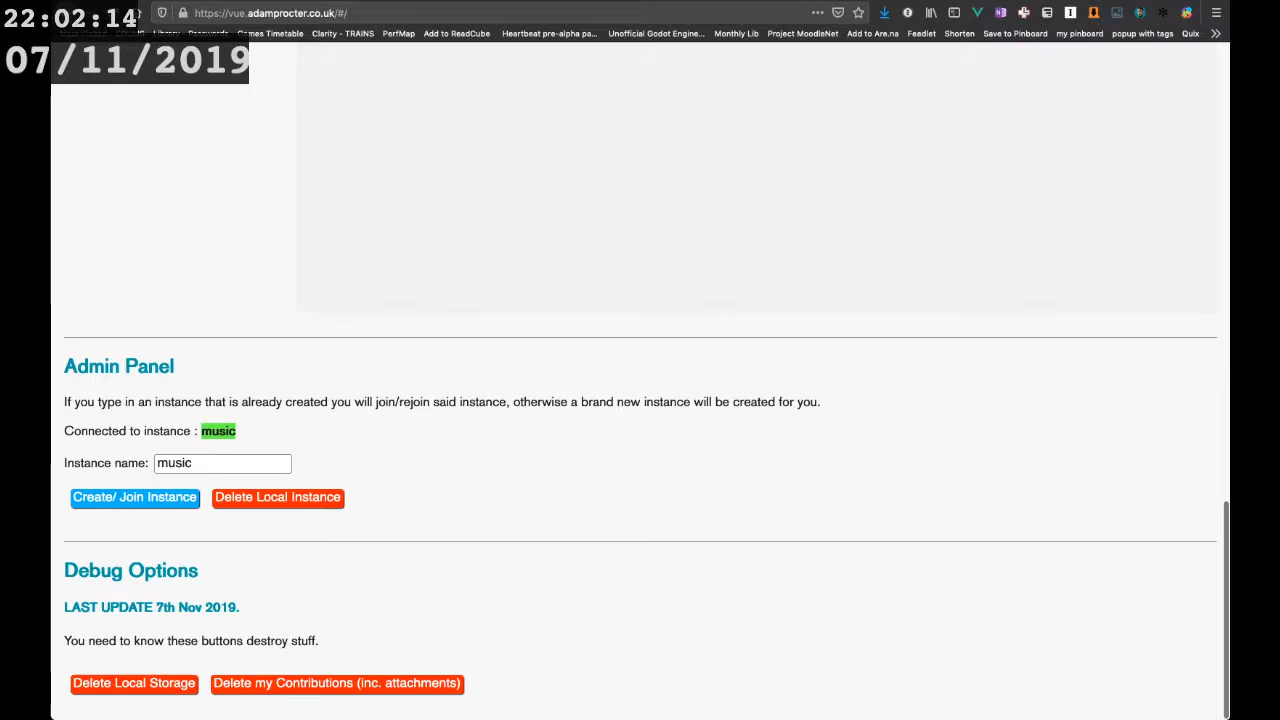 22:02:14
https://vue.adamprocter.co.uk/#/
Library Passwords Games Timetable Clarity - TRAINS PerfMap Add to ReadCube Heartbeat pre-alpha pa... Unofficial Godot Engine... Monthly Lib Project MoodleNet Add to Are.na Feedlet Shorten Save to Pinboard my pinboard popup with tags Quix
07/11/2019
Admin Panel
If you type in an instance that is already created you will join/rejoin said instance, otherwise a brand new instance will be created for you.
Connected to instance : music
Instance name: music
Create/ Join Instance Delete Local Instance
Debug Options
LAST UPDATE 7th Nov 2019.
You need to know these buttons destroy stuff.
Delete Local Storage Delete my Contributions (inc. attachments)